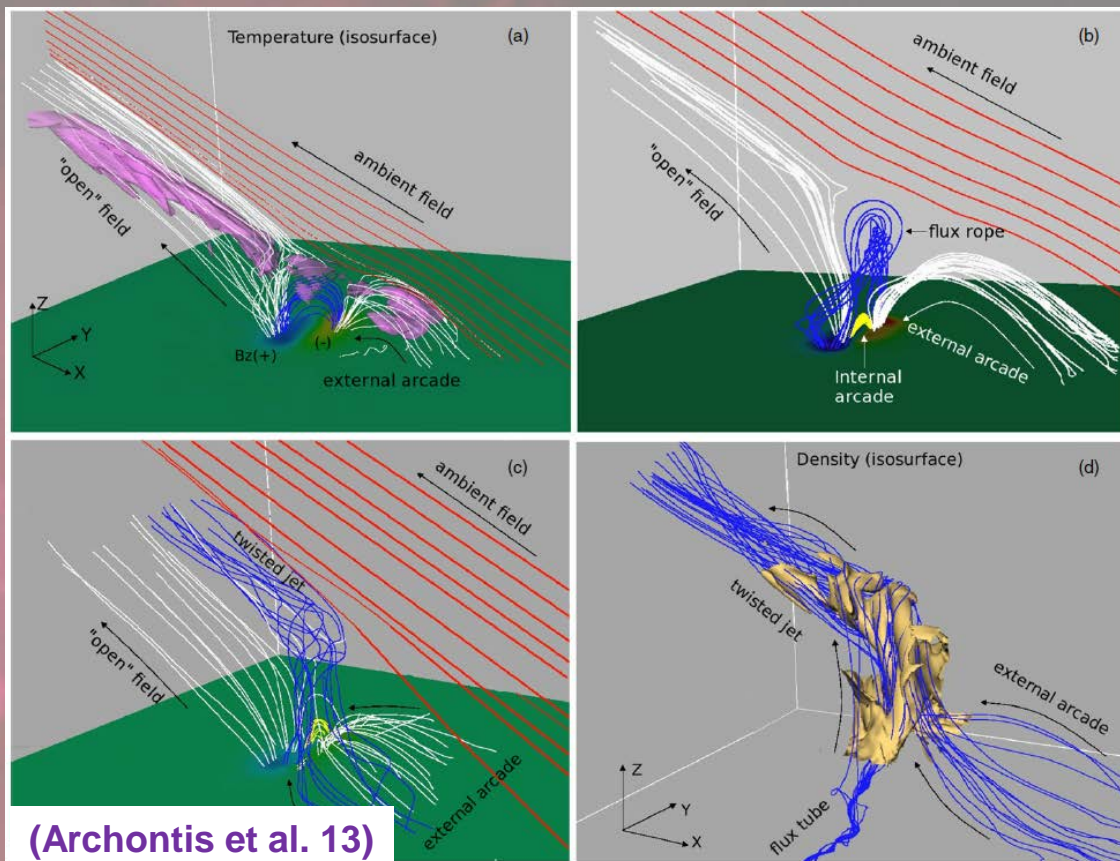 Temperature (isosurface)
(a)
ambient field
"open" field
Z
Y
X
Bz(+)
(-)
external arcade
(b)
ambient field
"open" field
flux rope
external arcade
Internal
arcade
(c)
ambient field
twisted jet
"open" field
external arcade
(Archontis et al. 13)
Density (isosurface)
(d)
twisted jet
external arcade
Z
Y
X
flux tube